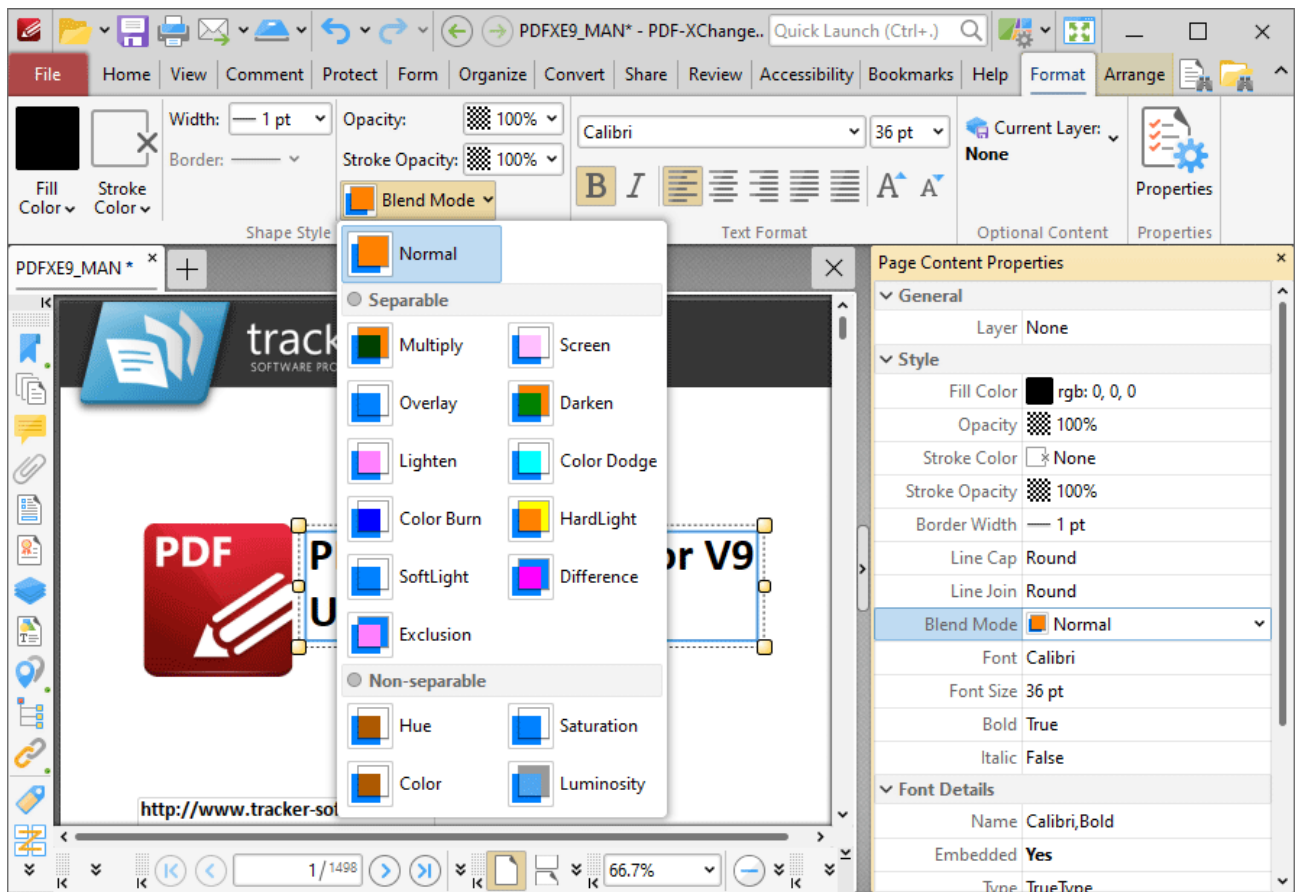 PDFXE9_MAN* - PDF-XChange.. Quick Launch (Ctrl+.)
File Home View Comment Protect Form Organize Convert Share Review Accessibility Bookmarks Help Format Arrange
Width: 1 pt Opacity: 100% Calibri 36 pt Current Layer:
None
Border: Stroke Opacity: 100%
Fill Color Stroke Color Blend Mode B I A A Properties
Shape Style Text Format Optional Content Properties
PDFXE9_MAN * Page Content Properties
Normal
Separable
Multiply Screen
Overlay Darken
Lighten Color Dodge
Color Burn HardLight
SoftLight Difference
Exclusion
Non-separable
Hue Saturation
Color Luminosity
General
Layer None
Style
Fill Color rgb: 0, 0, 0
Opacity 100%
Stroke Color None
Stroke Opacity 100%
Border Width 1 pt
Line Cap Round
Line Join Round
Blend Mode Normal
Font Calibri
Font Size 36 pt
Bold True
Italic False
Font Details
Name Calibri,Bold
Embedded Yes
Type TrueType
track
SOFTWARE PRO
PDF
P or V9
U
http://www.tracker-sof
1/1498 66.7%